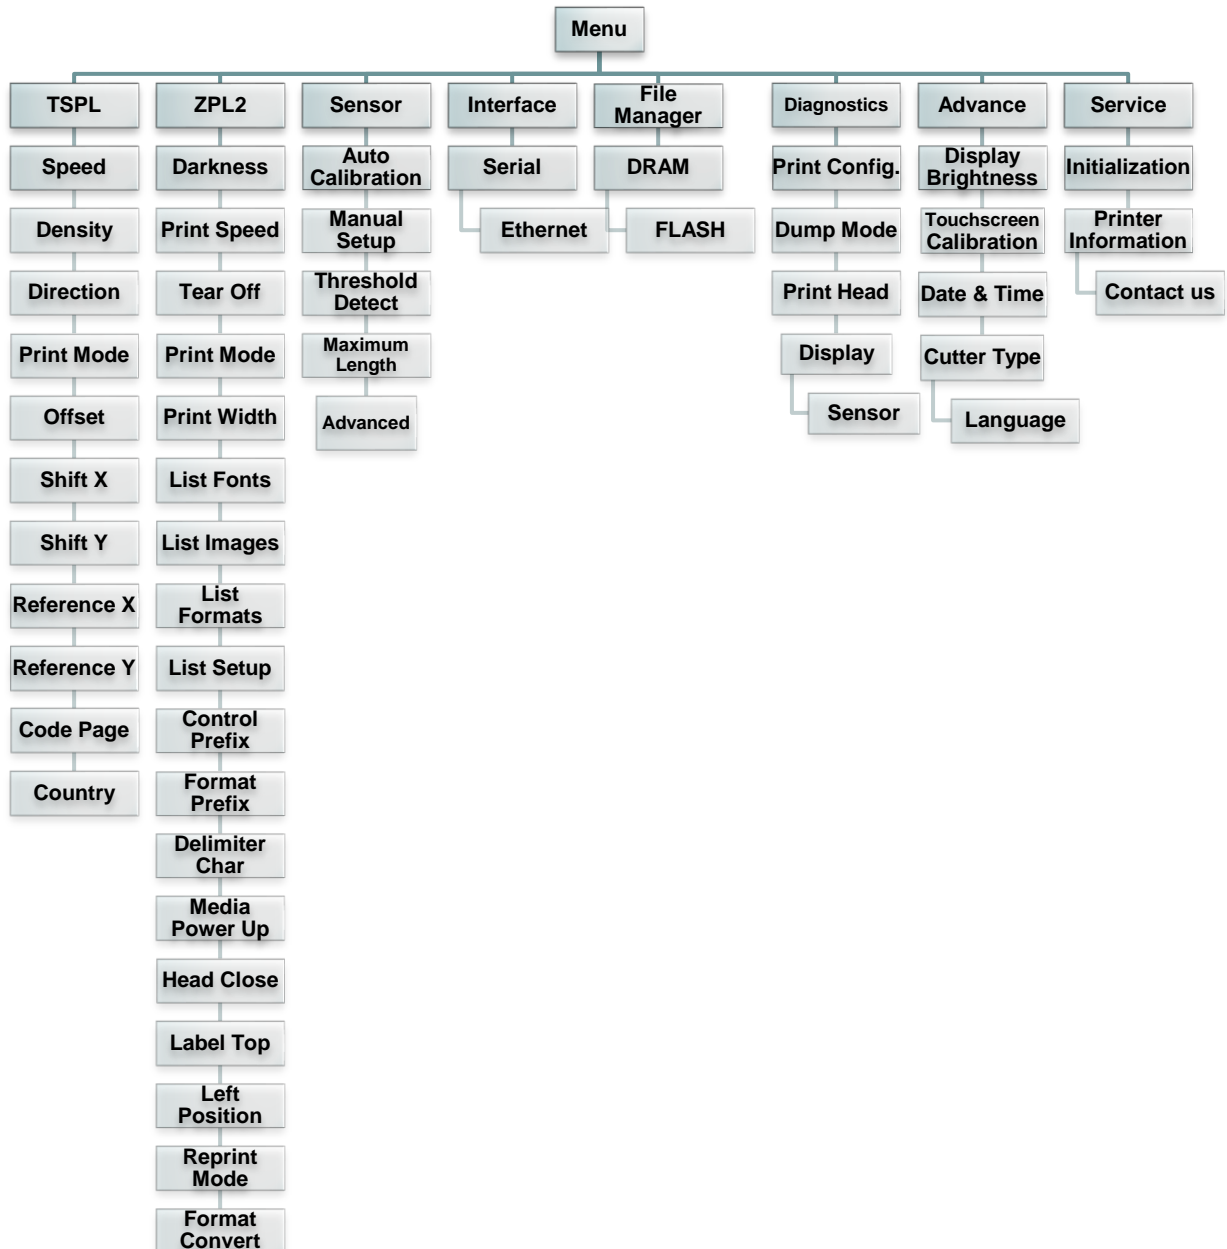 Menu
TSPL
Speed
Density
Direction
Print Mode
Offset
Shift X
Shift Y
Reference X
Reference Y
Code Page
Country
ZPL2
Darkness
Print Speed
Tear Off
Print Mode
Print Width
List Fonts
List Images
List
Formats
List Setup
Control
Prefix
Format
Prefix
Delimiter
Char
Media
Power Up
Head Close
Label Top
Left
Position
Reprint
Mode
Format
Convert
Sensor
Auto
Calibration
Manual
Setup
Threshold
Detect
Maximum
Length
Advanced
Interface
Serial
Ethernet
File
Manager
DRAM
FLASH
Diagnostics
Print Config.
Dump Mode
Print Head
Display
Sensor
Advance
Display
Brightness
Touchscreen
Calibration
Date & Time
Cutter Type
Language
Service
Initialization
Printer
Information
Contact us